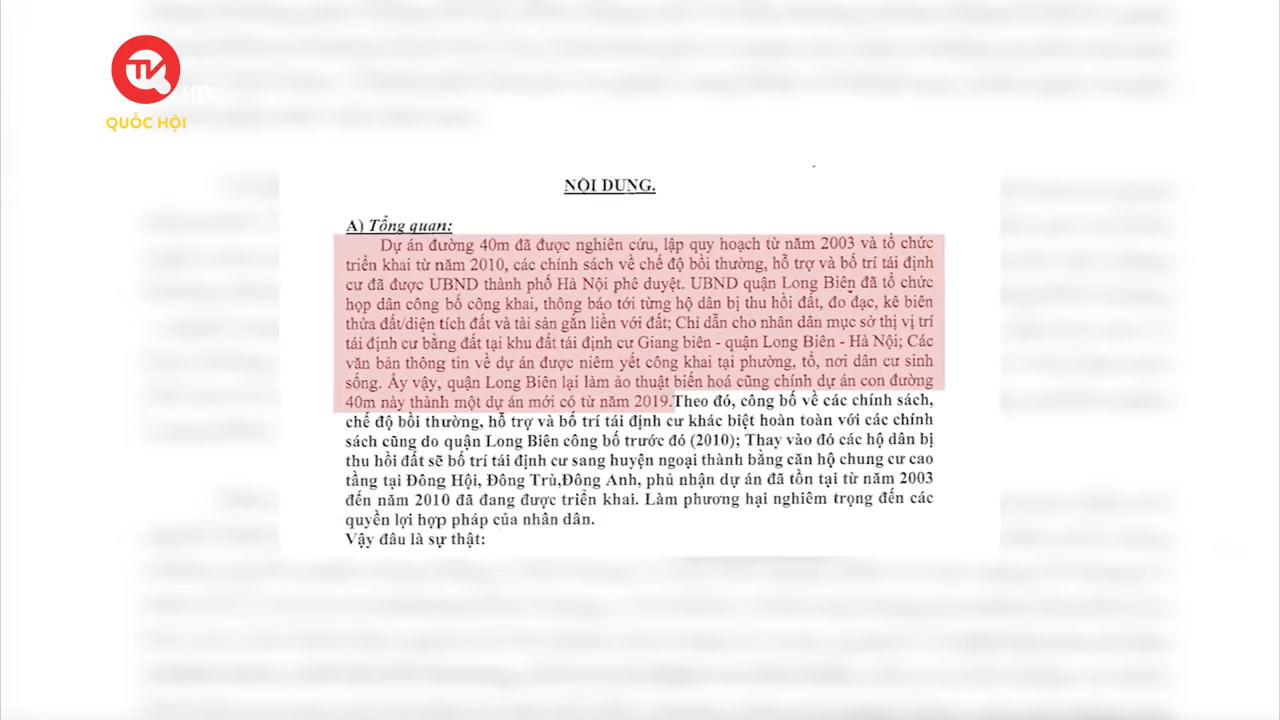 TV
HD
QUỐC HỘI
NỘI DUNG.
A) Tổng quan:
Dự án đường 40m đã được nghiên cứu, lập quy hoạch từ năm 2003 và tổ chức
triển khai từ năm 2010, các chính sách về chế độ bồi thường, hỗ trợ và bố trí tái định
cư đã được UBND thành phố Hà Nội phê duyệt. UBND quận Long Biên đã tổ chức
họp dân công bố công khai, thông báo tới từng hộ dân bị thu hồi đất, đo đạc, kê biên
thửa đất/diện tích đất và tài sản gắn liền với đất; Chỉ dẫn cho nhân dân mục sở thị vị trí
tái định cư bằng đất tại khu đất tái định cư Giang biên - quận Long Biên - Hà Nội; Các
văn bản thông tin về dự án được niêm yết công khai tại phường, tổ, nơi dân cư sinh
sống. Ấy vậy, quận Long Biên lại làm ảo thuật biến hoá cũng chính dự án con đường
40m này thành một dự án mới có từ năm 2019. Theo đó, công bố về các chính sách,
chế độ bồi thường, hỗ trợ và bố trí tái định cư khác biệt hoàn toàn với các chính
sách cũng do quận Long Biên công bố trước đó (2010); Thay vào đó các hộ dân bị
thu hồi đất sẽ bố trí tái định cư sang huyện ngoại thành bằng căn hộ chung cư cao
tầng tại Đông Hội, Đông Trù,Đông Anh, phủ nhận dự án đã tồn tại từ năm 2003
đến năm 2010 đã đang được triển khai. Làm phương hại nghiêm trọng đến các
quyền lợi hợp pháp của nhân dân.
Vậy đâu là sự thật: